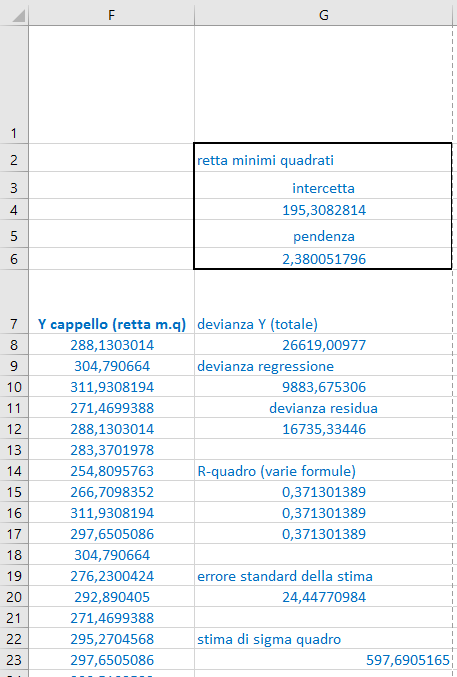 F G
1
2 retta minimi quadrati
3 intercetta
4 195,3082814
5 pendenza
6 2,380051796
7 Y cappello (retta m.q) devianza Y (totale)
8 288,1303014 26619,00977
9 304,790664 devianza regressione
10 311,9308194 9883,675306
11 271,4699388 devianza residua
12 288,1303014 16735,33446
13 283,3701978
14 254,8095763 R-quadro (varie formule)
15 266,7098352 0,371301389
16 311,9308194 0,371301389
17 297,6505086 0,371301389
18 304,790664
19 276,2300424 errore standard della stima
20 292,890405 24,44770984
21 271,4699388
22 295,2704568 stima di sigma quadro
23 297,6505086 597,6905165